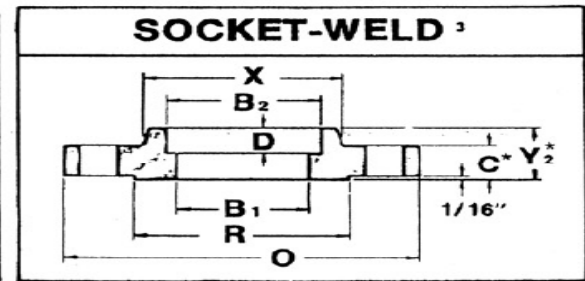 SOCKET-WELD ³
X
B₂
D
C* Y₂*
B₁ 1/16"
R
O